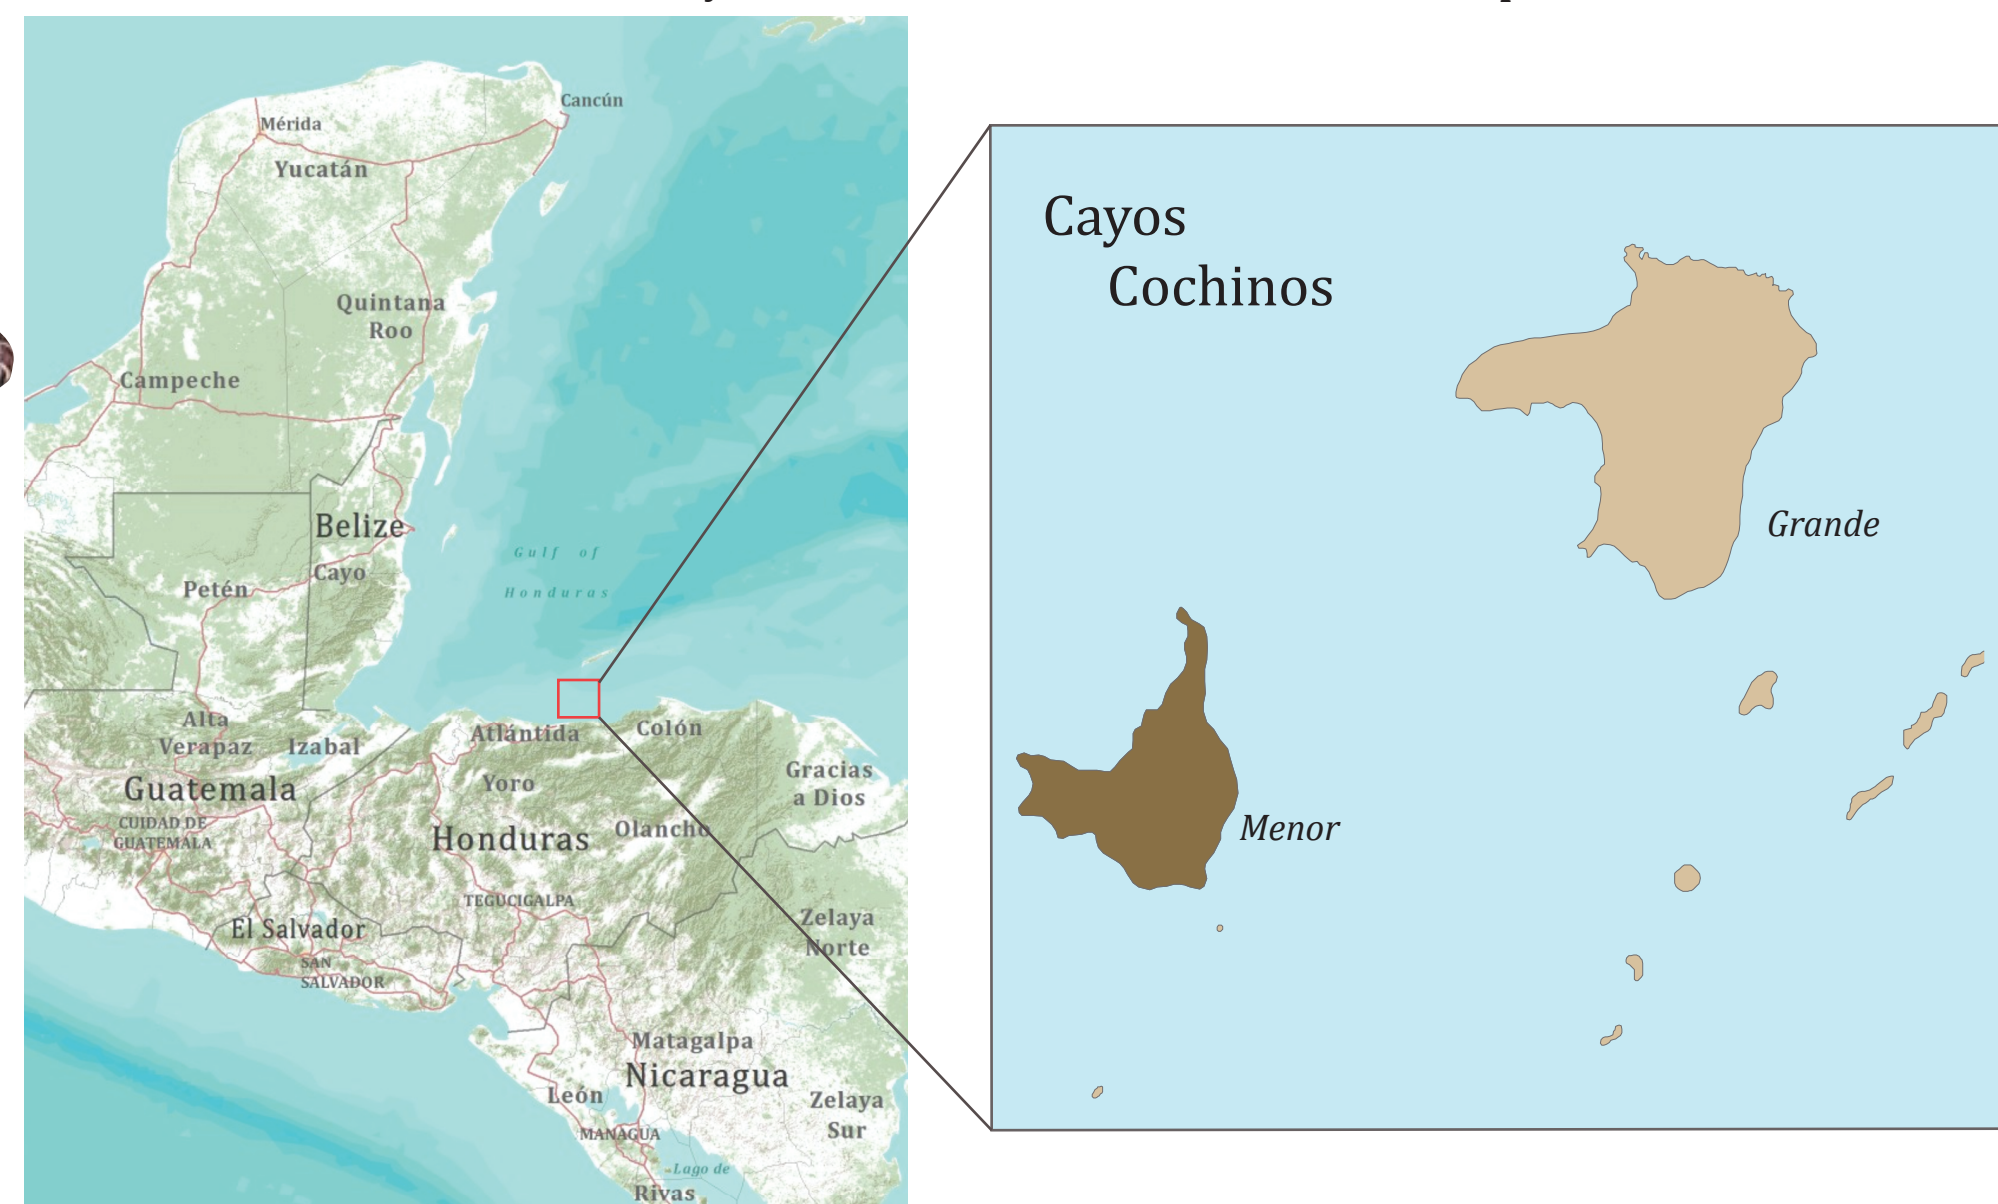 Cancún
Mérida
Yucatán
Quintana
Roo
Campeche
Belize
Cayo
Petén
Gulf of
Honduras
Alta
Verapaz
Izabal
Atlántida
Colón
Guatemala
CUIDAD DE
GUATEMALA
Yoro
Gracias
a Dios
Honduras
Olancho
TEGUCIGALPA
El Salvador
SAN
SALVADOR
Zelaya
Norte
Matagalpa
Nicaragua
León
Zelaya
Sur
MANAGUA
Lago de
Rivas
Cayos
Cochinos
Grande
Menor